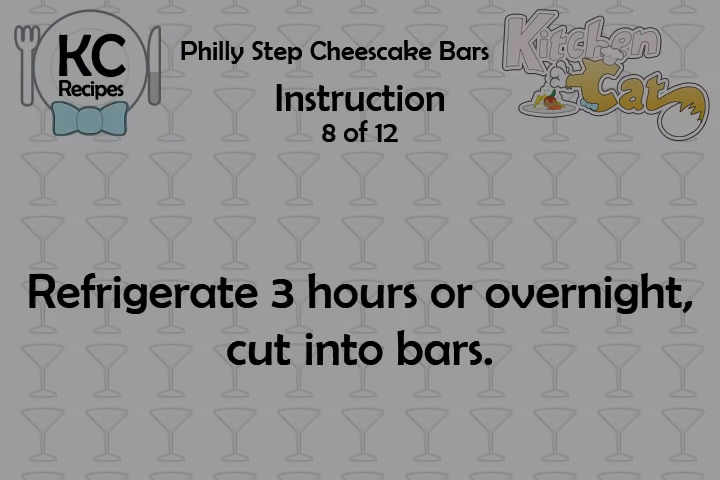 KC
Recipes
Philly Step Cheescake Bars
Kitchen
Cat
Instruction
8 of 12
Refrigerate 3 hours or overnight,
cut into bars.